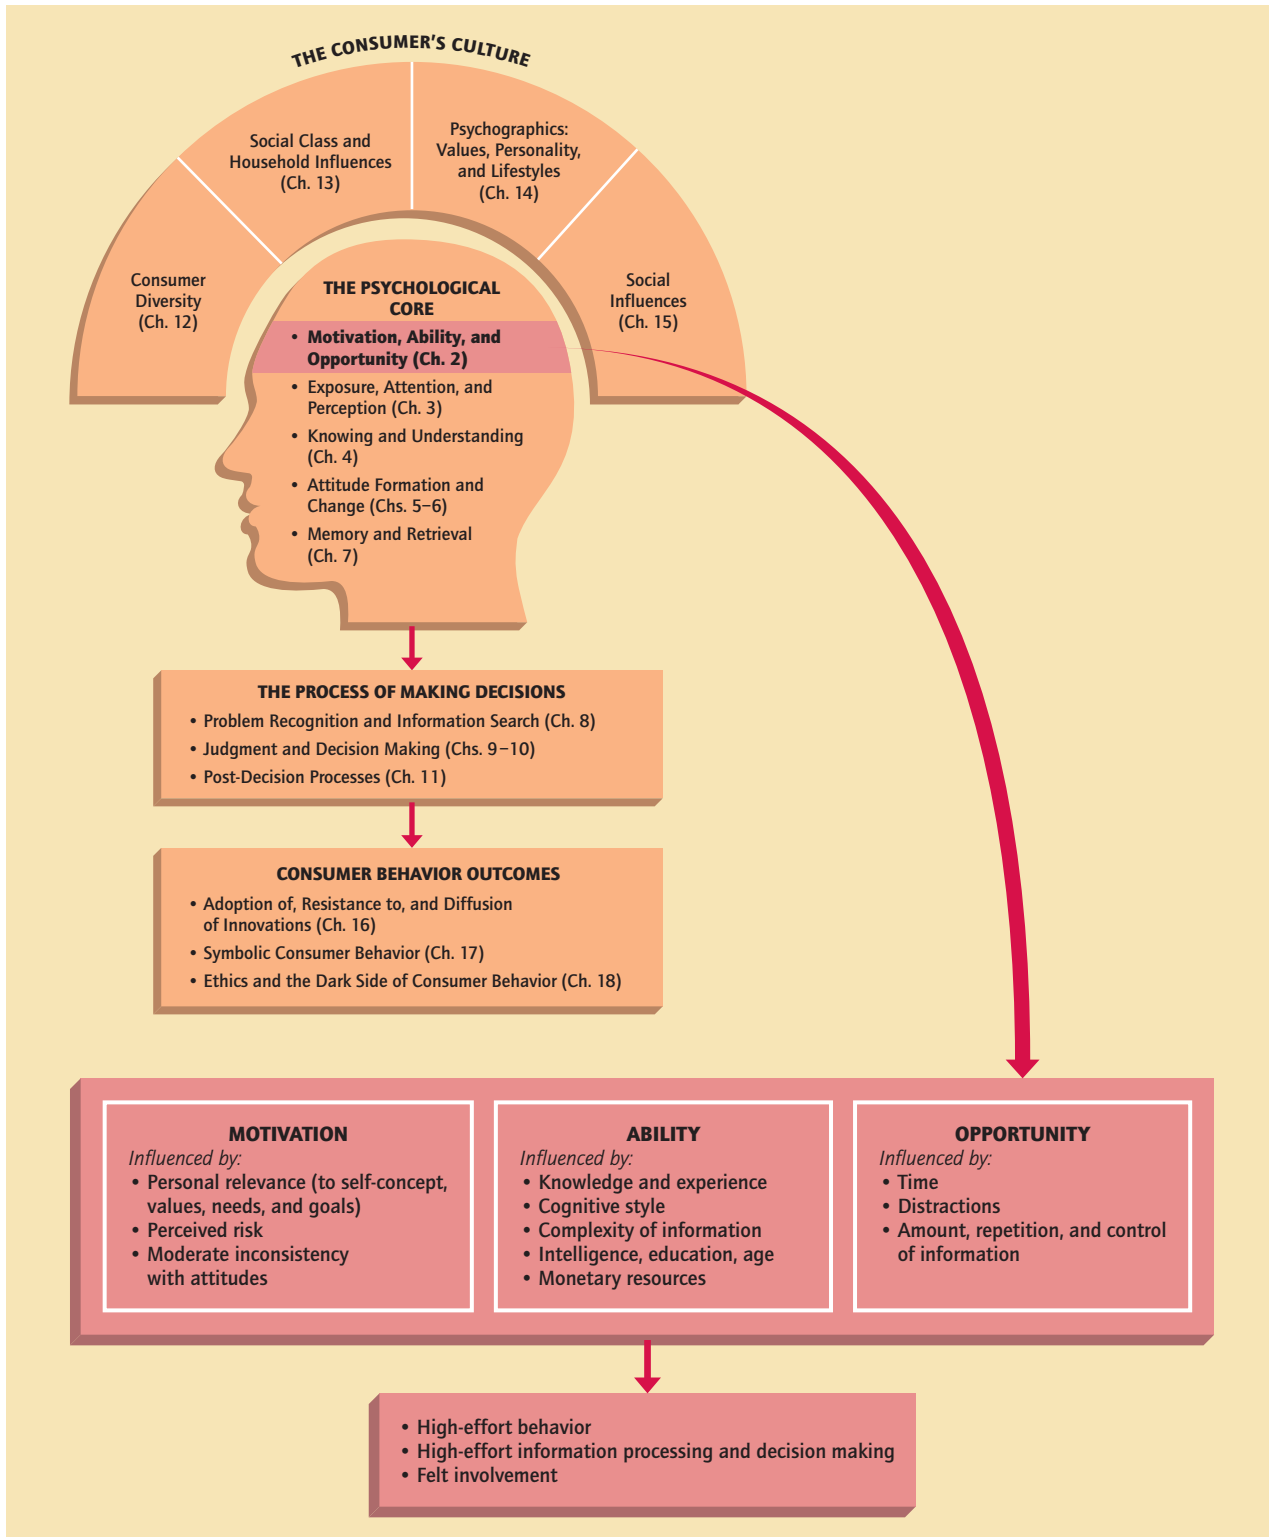 THE CONSUMER'S CULTURE
Social Class and
Household Influences
(Ch. 13)
Psychographics:
Values, Personality,
and Lifestyles
(Ch. 14)
Consumer
Diversity
(Ch. 12)
Social
Influences
(Ch. 15)
THE PSYCHOLOGICAL
CORE
• Motivation, Ability, and
Opportunity (Ch. 2)
• Exposure, Attention, and
Perception (Ch. 3)
• Knowing and Understanding
(Ch. 4)
• Attitude Formation and
Change (Chs. 5–6)
• Memory and Retrieval
(Ch. 7)
THE PROCESS OF MAKING DECISIONS
• Problem Recognition and Information Search (Ch. 8)
• Judgment and Decision Making (Chs. 9–10)
• Post-Decision Processes (Ch. 11)
CONSUMER BEHAVIOR OUTCOMES
• Adoption of, Resistance to, and Diffusion
of Innovations (Ch. 16)
• Symbolic Consumer Behavior (Ch. 17)
• Ethics and the Dark Side of Consumer Behavior (Ch. 18)
MOTIVATION
Influenced by:
• Personal relevance (to self-concept,
values, needs, and goals)
• Perceived risk
• Moderate inconsistency
with attitudes
ABILITY
Influenced by:
• Knowledge and experience
• Cognitive style
• Complexity of information
• Intelligence, education, age
• Monetary resources
OPPORTUNITY
Influenced by:
• Time
• Distractions
• Amount, repetition, and control
of information
• High-effort behavior
• High-effort information processing and decision making
• Felt involvement